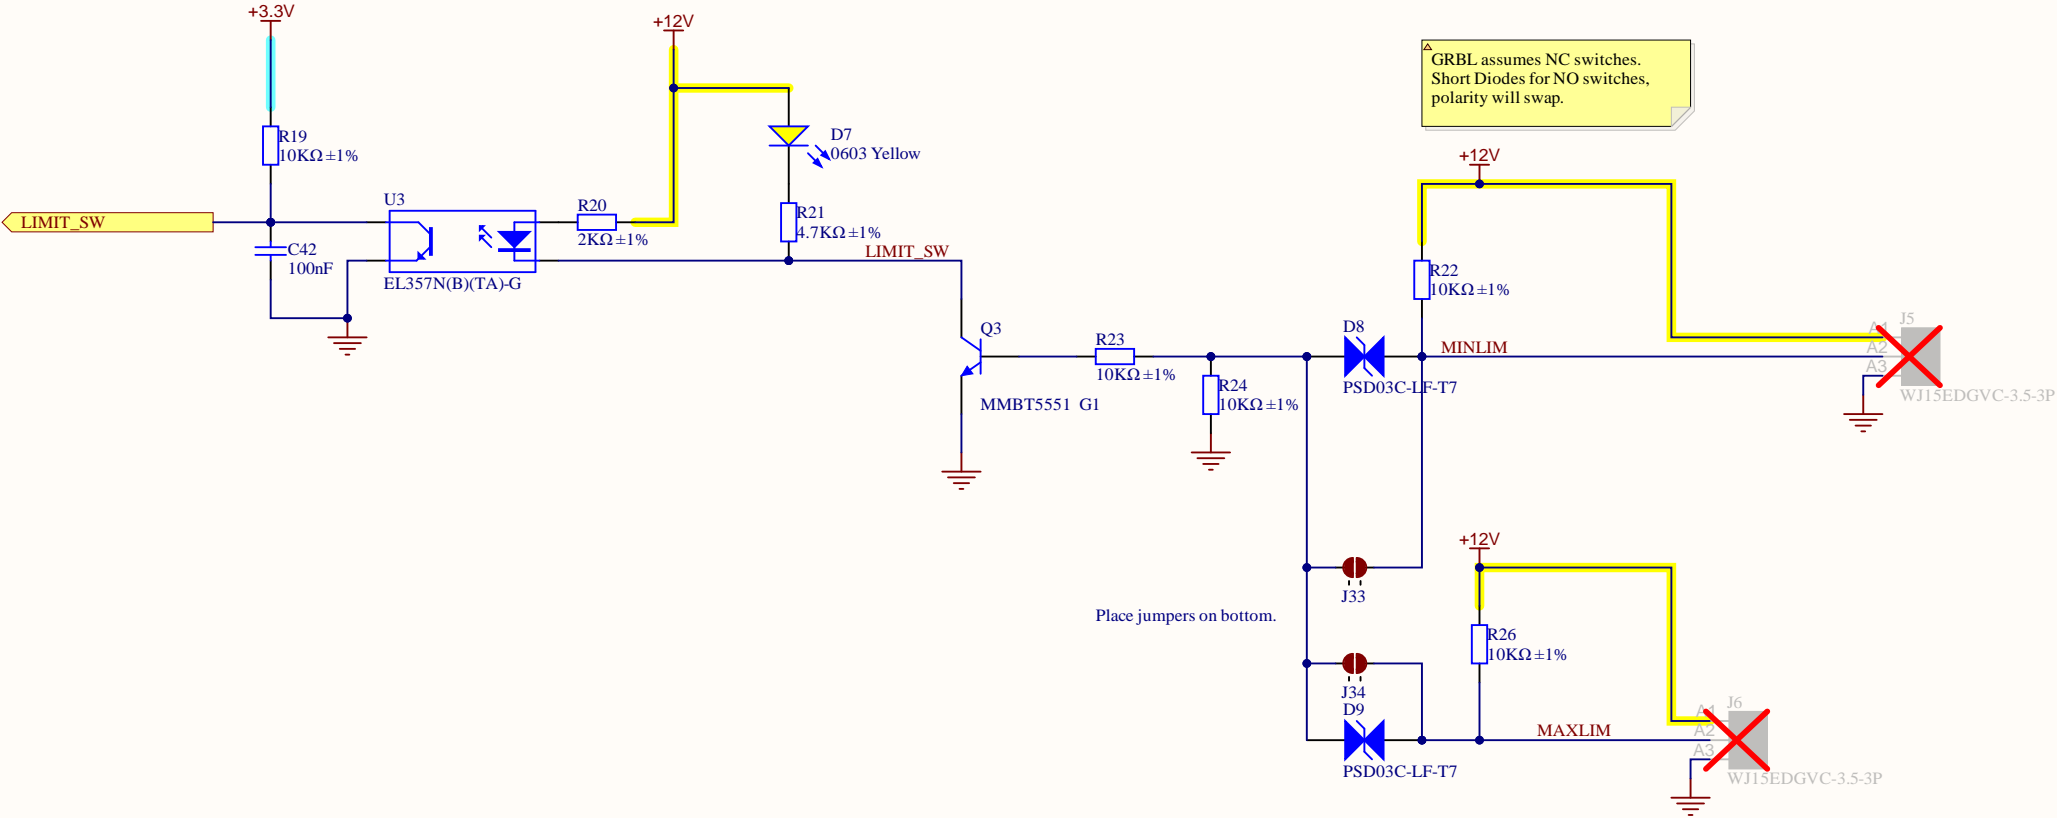 +3.3V
+12V
GRBL assumes NC switches.
Short Diodes for NO switches,
polarity will swap.
R19
10KΩ ±1%
D7
0603 Yellow
+12V
U3
R20
2KΩ ±1%
R21
4.7KΩ ±1%
LIMIT_SW
LIMIT_SW
C42
100nF
EL357N(B)(TA)-G
R22
10KΩ ±1%
Q3
R23
10KΩ ±1%
D8
MINLIM
A1
A2
A3
J5
PSD03C-LF-T7
WJ15EDGVC-3.5-3P
R24
10KΩ ±1%
MMBT5551 G1
+12V
J33
Place jumpers on bottom.
R26
10KΩ ±1%
J34
D9
MAXLIM
A1
A2
A3
J6
PSD03C-LF-T7
WJ15EDGVC-3.5-3P